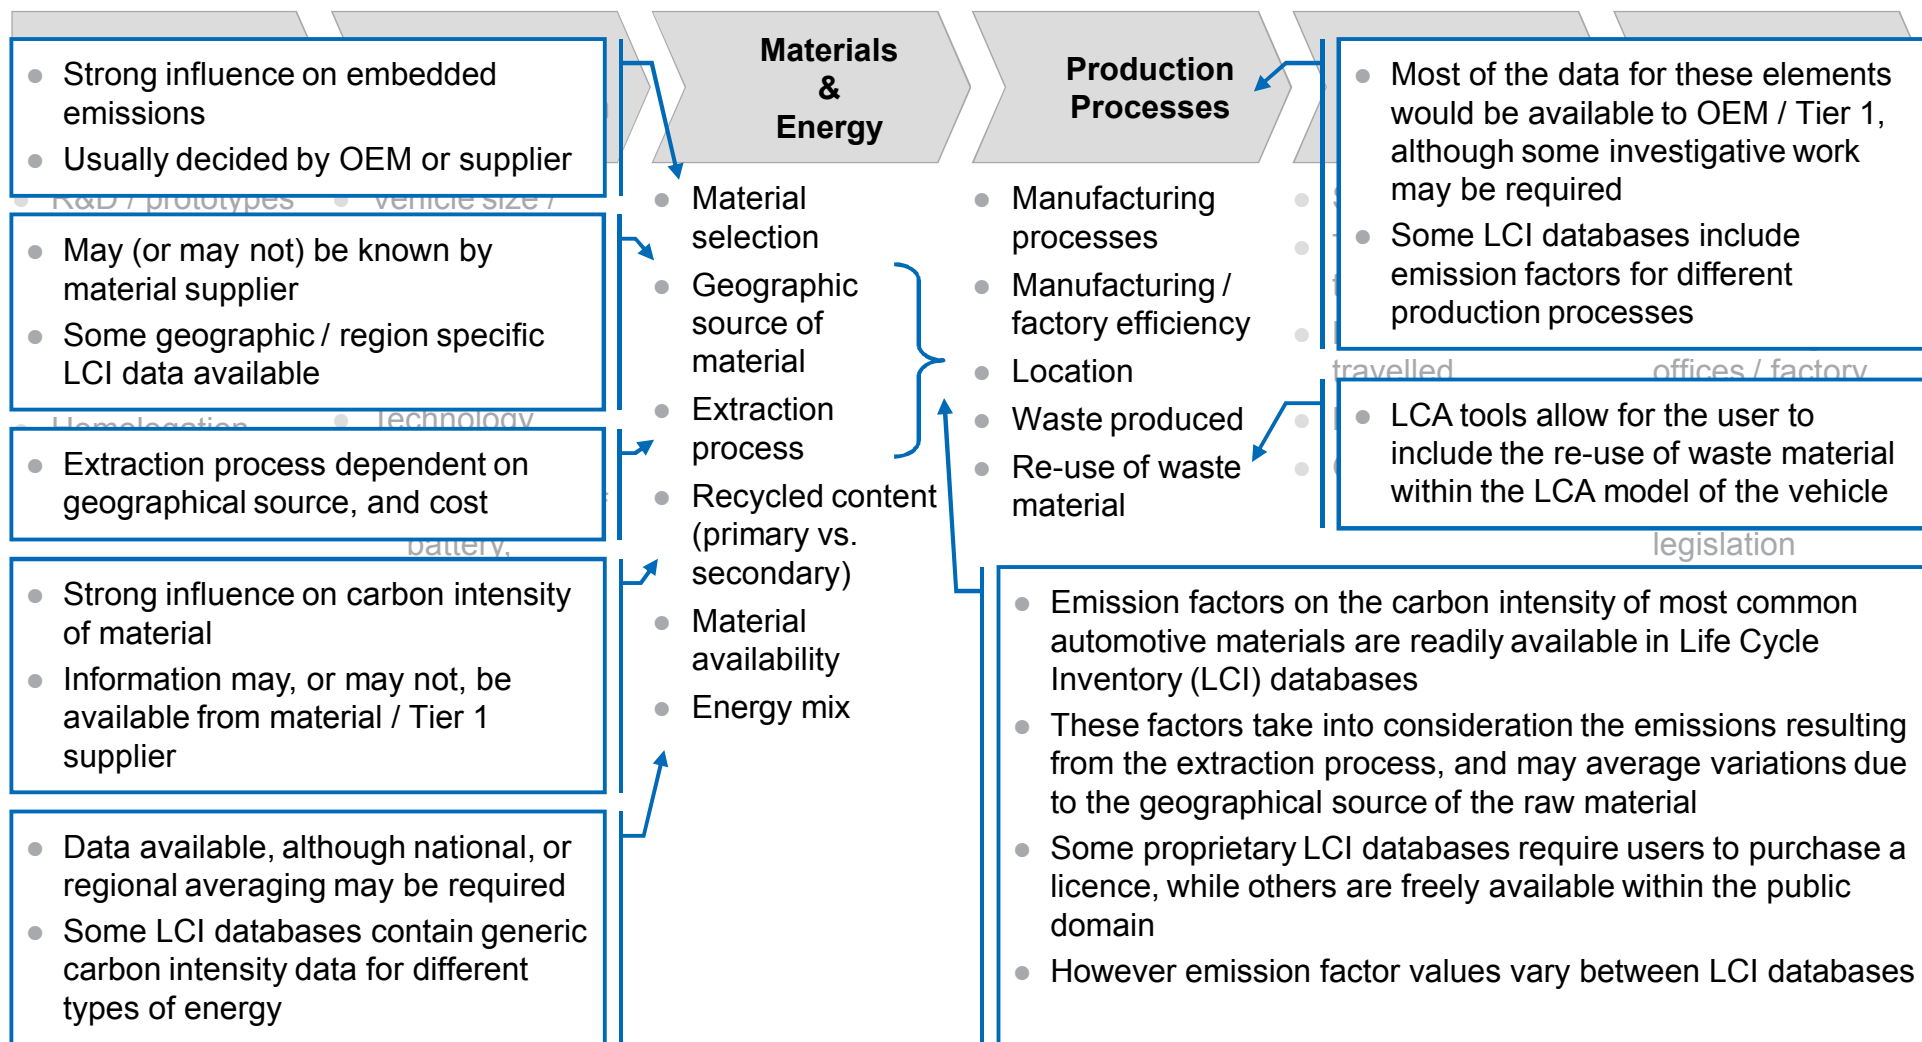 Strong influence on embedded
emissions
Usually decided by OEM or supplier
R&D / prototypes
vehicle size /
May (or may not) be known by
material supplier
Some geographic / region specific
LCI data available
Homologation
Technology
Extraction process dependent on
geographical source, and cost
battery,
Strong influence on carbon intensity
of material
Information may, or may not, be
available from material / Tier 1
supplier
Data available, although national, or
regional averaging may be required
Some LCI databases contain generic
carbon intensity data for different
types of energy
Materials
&
Energy
Material
selection
Geographic
source of
material
Extraction
process
Recycled content
(primary vs.
secondary)
Material
availability
Energy mix
Production
Processes
Manufacturing
processes
Manufacturing /
factory efficiency
Location
Waste produced
Re-use of waste
material
Most of the data for these elements
would be available to OEM / Tier 1,
although some investigative work
may be required
Some LCI databases include
emission factors for different
production processes
travelled
offices / factory
LCA tools allow for the user to
include the re-use of waste material
within the LCA model of the vehicle
legislation
Emission factors on the carbon intensity of most common
automotive materials are readily available in Life Cycle
Inventory (LCI) databases
These factors take into consideration the emissions resulting
from the extraction process, and may average variations due
to the geographical source of the raw material
Some proprietary LCI databases require users to purchase a
licence, while others are freely available within the public
domain
However emission factor values vary between LCI databases